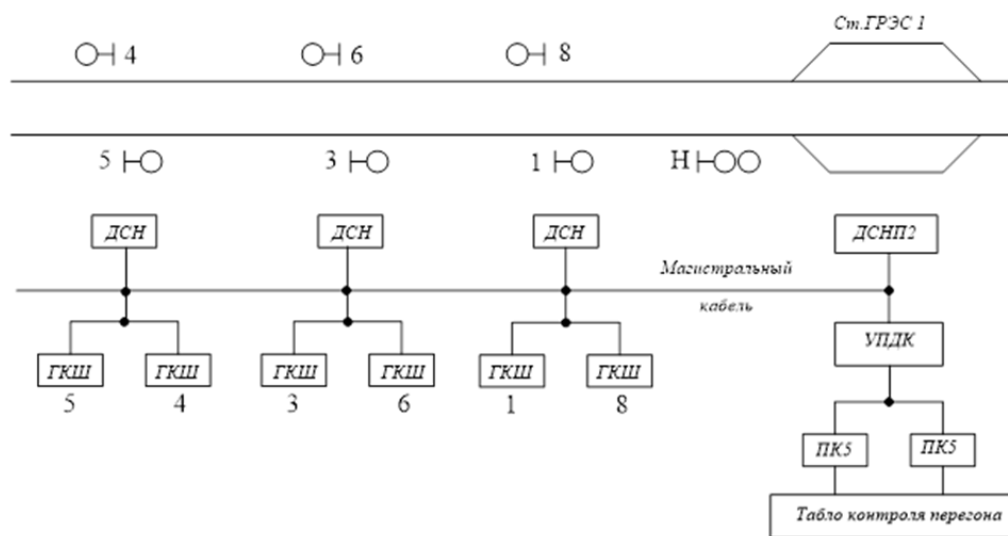 Ст.ГРЭС 1
4 6 8
5 3 1 Н
ДСН ДСН ДСН ДСНП2
Магистральный
кабель
УПДК
ГКШ ГКШ ГКШ ГКШ ГКШ ГКШ
5 4 3 6 1 8
ПК5 ПК5
Табло контроля перегона